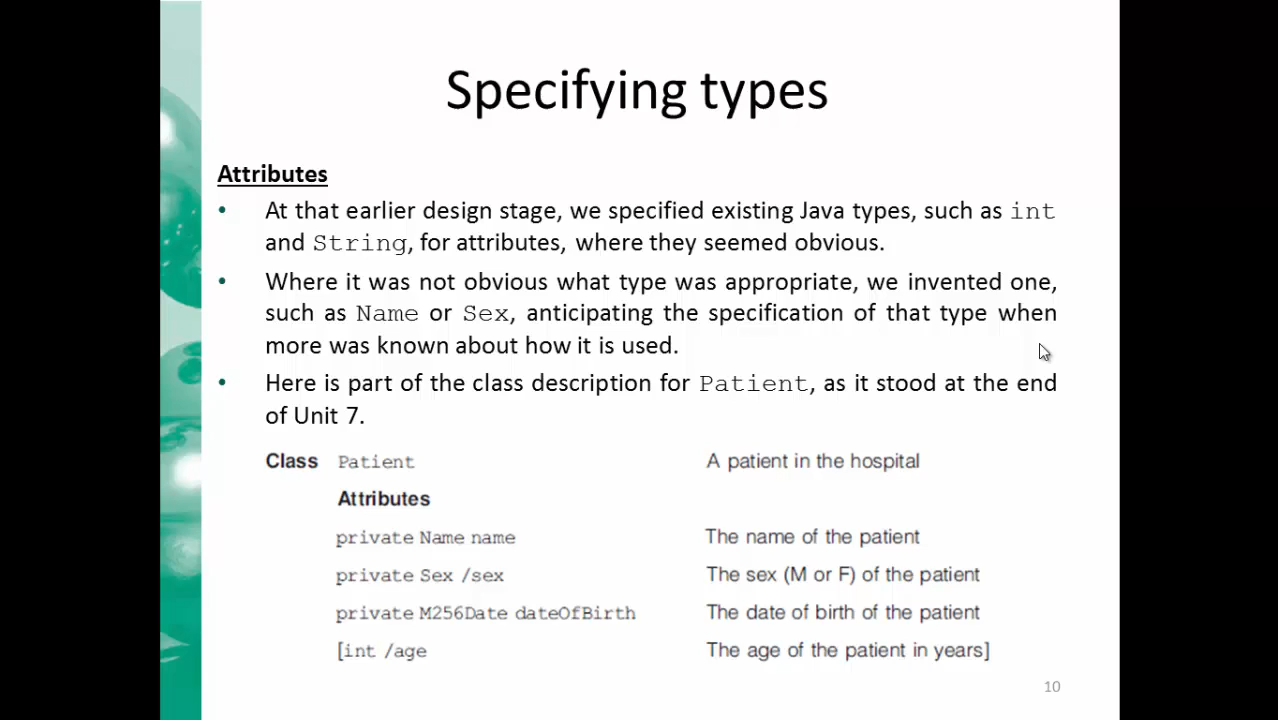 Specifying types
Attributes
• At that earlier design stage, we specified existing Java types, such as int
and String, for attributes, where they seemed obvious.
• Where it was not obvious what type was appropriate, we invented one,
such as Name or Sex, anticipating the specification of that type when
more was known about how it is used.
• Here is part of the class description for Patient, as it stood at the end
of Unit 7.
Class Patient A patient in the hospital
Attributes
private Name name The name of the patient
private Sex /sex The sex (M or F) of the patient
private M256Date dateOfBirth The date of birth of the patient
[int /age The age of the patient in years]
10